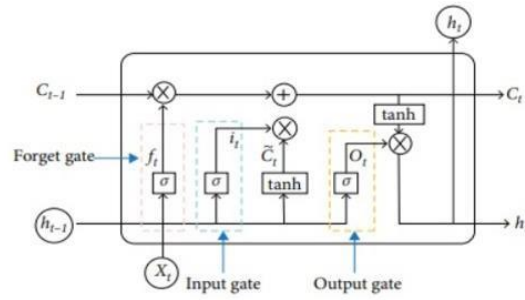 h_t
C_{t-1}
×
+
C_t
tanh
i_t
×
×
Forget gate
f_t
C̃_t
O_t
σ
σ
tanh
σ
h_{t-1}
h
X_t
Input gate
Output gate